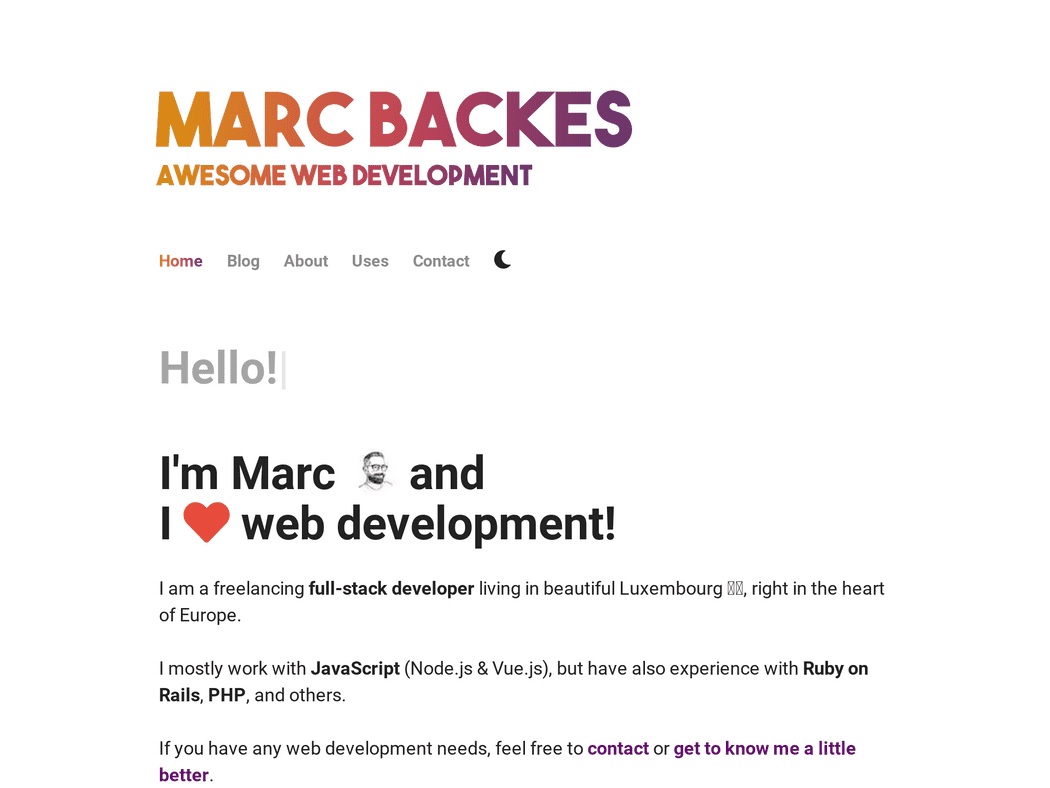 MARC BACKES
AWESOME WEB DEVELOPMENT
Home Blog About Uses Contact
Hello!
I'm Marc and
I ❤ web development!
I am a freelancing full-stack developer living in beautiful Luxembourg , right in the heart
of Europe.
I mostly work with JavaScript (Node.js & Vue.js), but have also experience with Ruby on
Rails, PHP, and others.
If you have any web development needs, feel free to contact or get to know me a little
better.